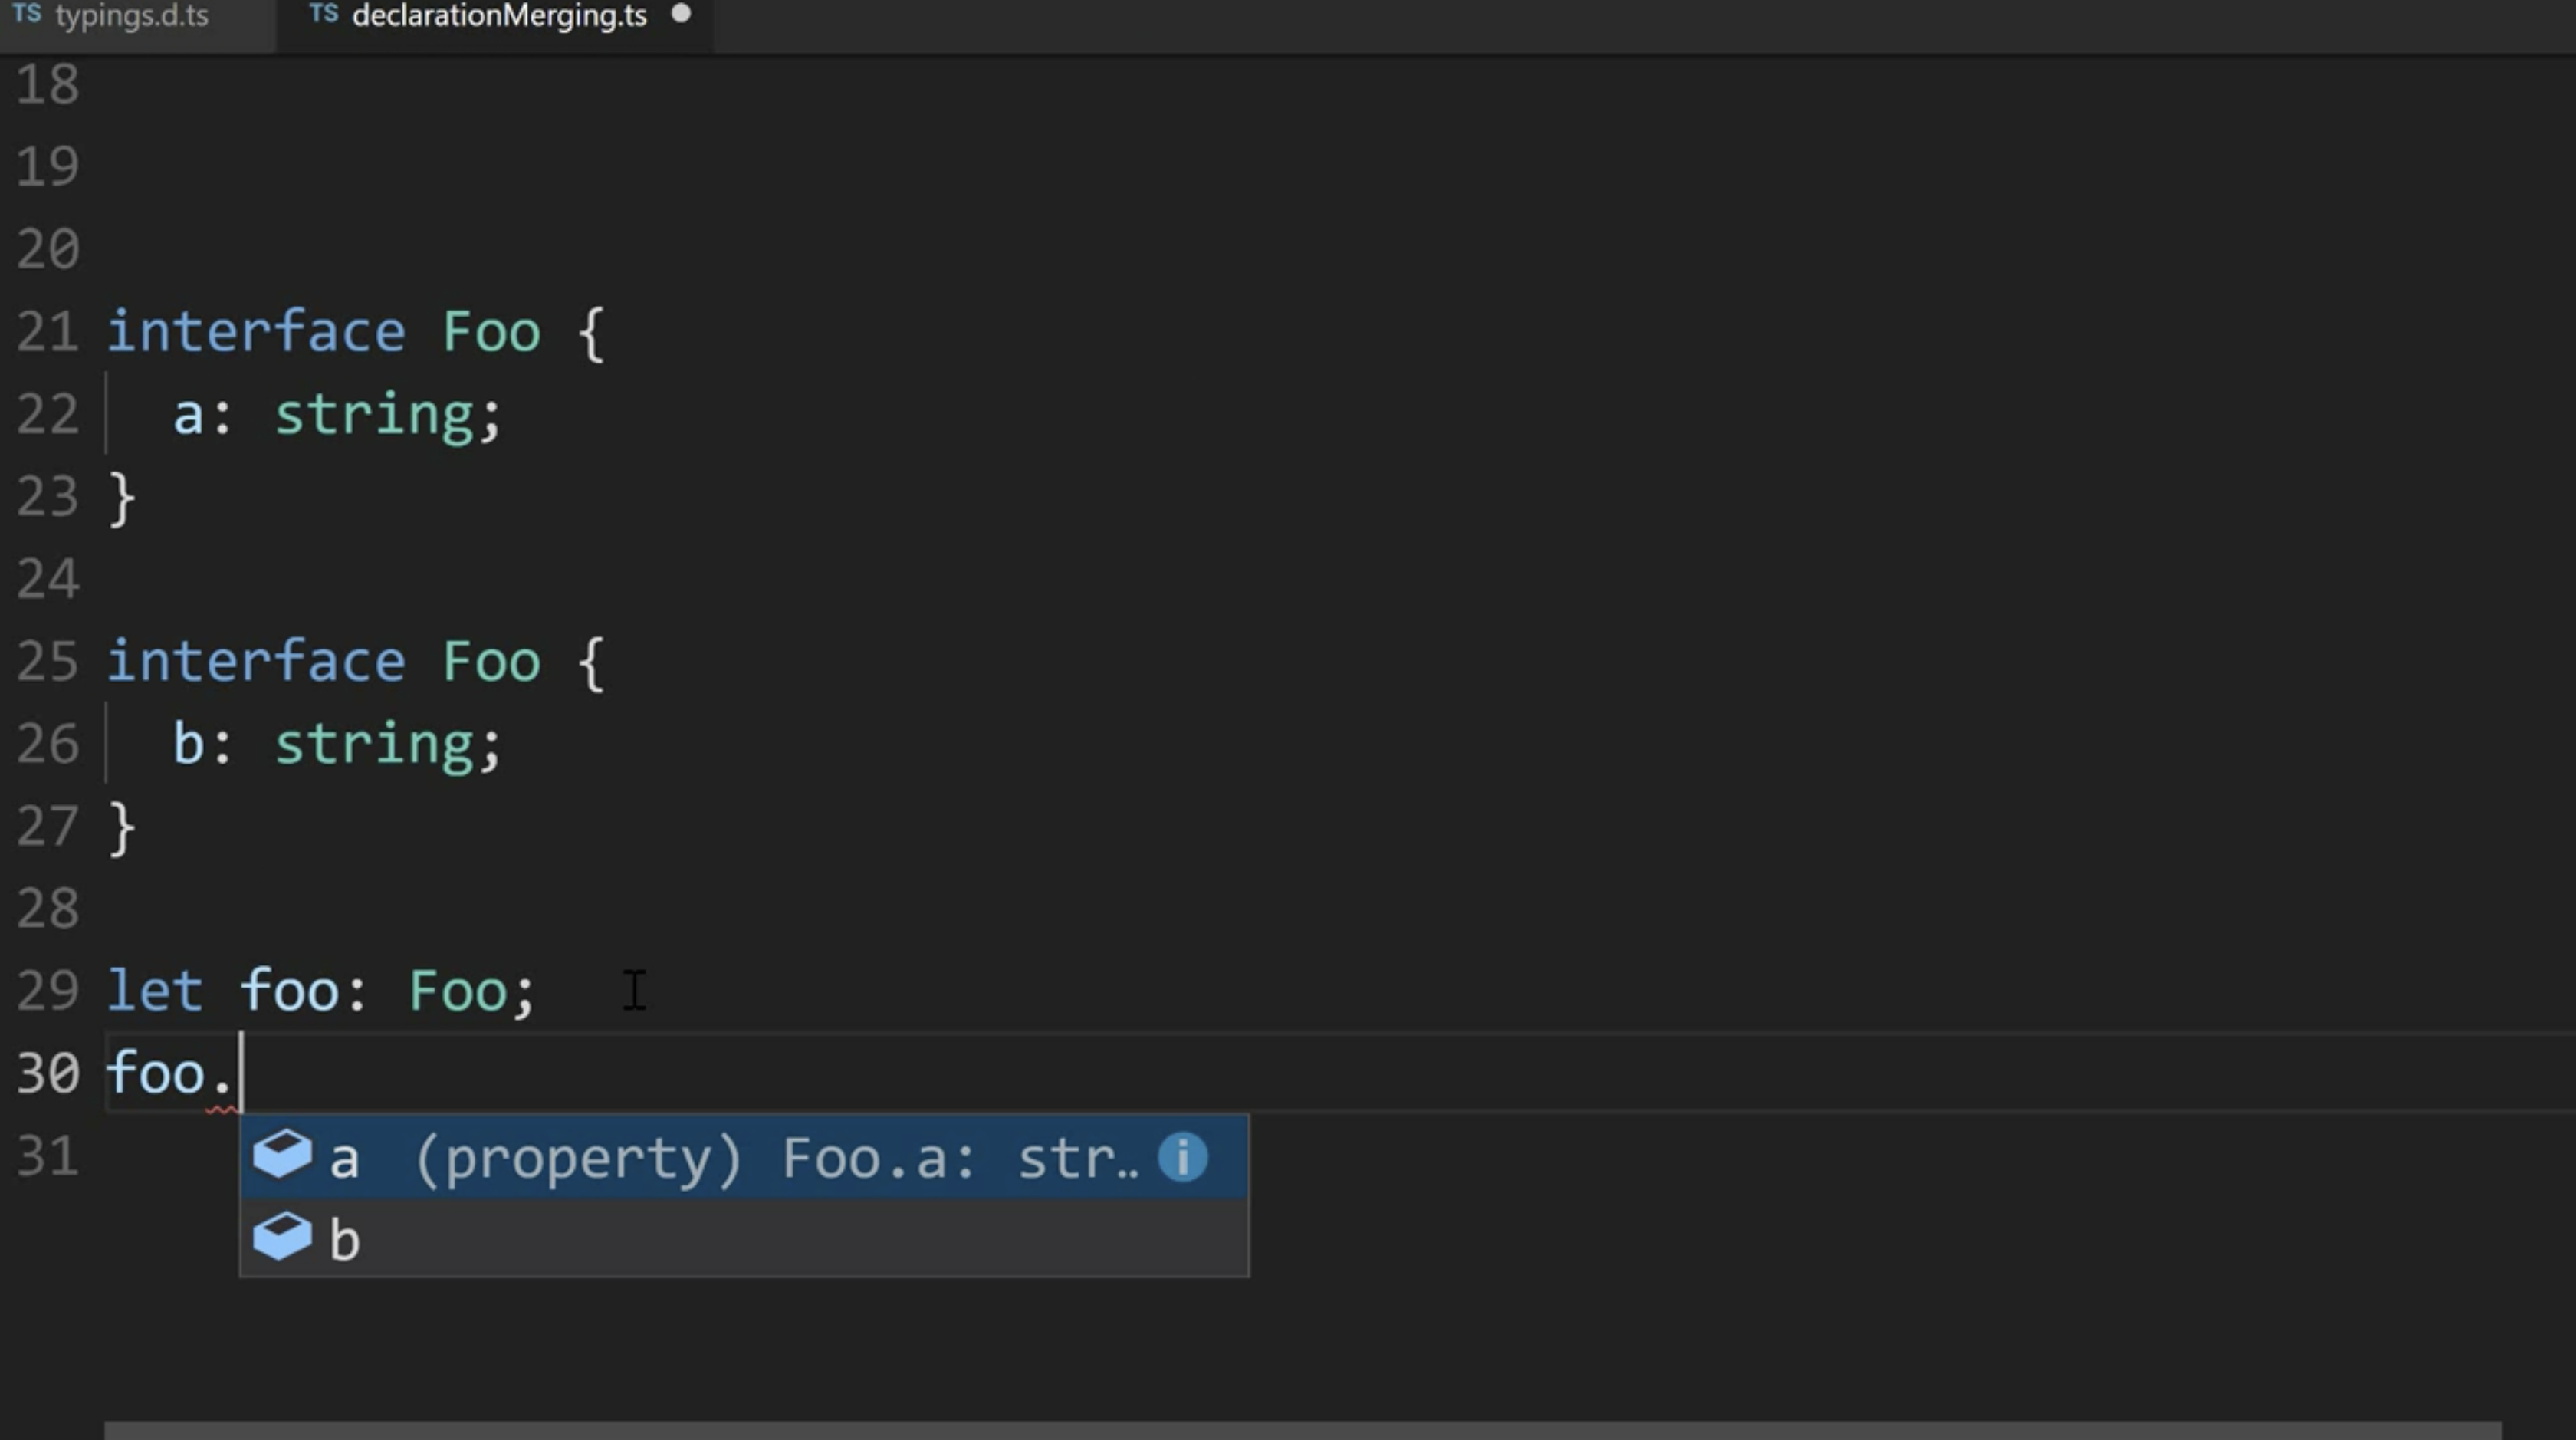 TS typings.d.ts TS declarationMerging.ts
18
19
20
21 interface Foo {
22 a: string;
23 }
24
25 interface Foo {
26 b: string;
27 }
28
29 let foo: Foo;
30 foo.
31 a (property) Foo.a: str..
b